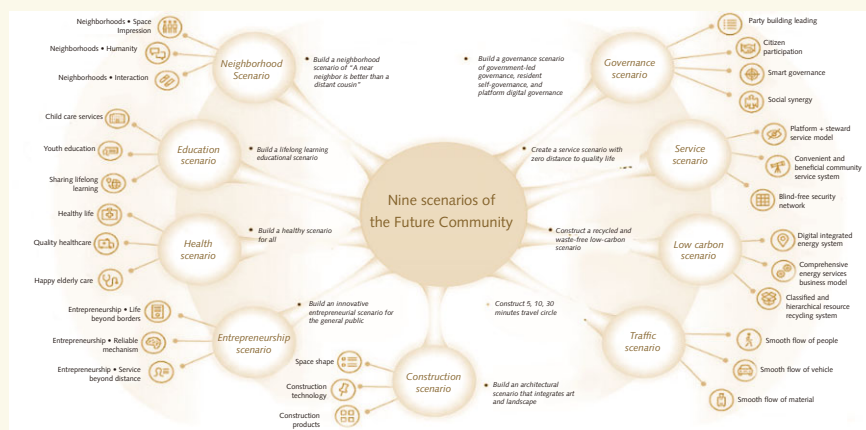 Nine scenarios of
the Future Community
Neighborhoods • Space
Impression
Neighborhoods • Humanity
Neighborhoods • Interaction
Neighborhood
Scenario
• Build a neighborhood
scenario of "A near
neighbor is better than a
distant cousin"
Child care services
Youth education
Sharing lifelong
learning
Education
scenario
• Build a lifelong learning
educational scenario
Healthy life
Quality healthcare
Happy elderly care
Health
scenario
• Build a healthy scenario
for all
Entrepreneurship • Life
beyond borders
Entrepreneurship • Reliable
mechanism
Entrepreneurship • Service
beyond distance
Entrepreneurship
scenario
• Build an innovative
entrepreneurial scenario for
the general public
Space shape
Construction
technology
Construction
products
Construction
scenario
• Build an architectural
scenario that integrates art
and landscape
• Build a governance scenario
of government-led
governance, resident
self-governance, and
platform digital governance
Governance
scenario
Party building leading
Citizen
participation
Smart governance
Social synergy
• Create a service scenario with
zero distance to quality life
Service
scenario
Platform + steward
service model
Convenient and
beneficial community
service system
Blind-free security
network
• Construct a recycled and
waste-free low-carbon
scenario
Low carbon
scenario
Digital integrated
energy system
Comprehensive
energy services
business model
Classified and
hierarchical resource
recycling system
• Construct 5, 10, 30
minutes travel circle
Traffic
scenario
Smooth flow of people
Smooth flow of vehicle
Smooth flow of material